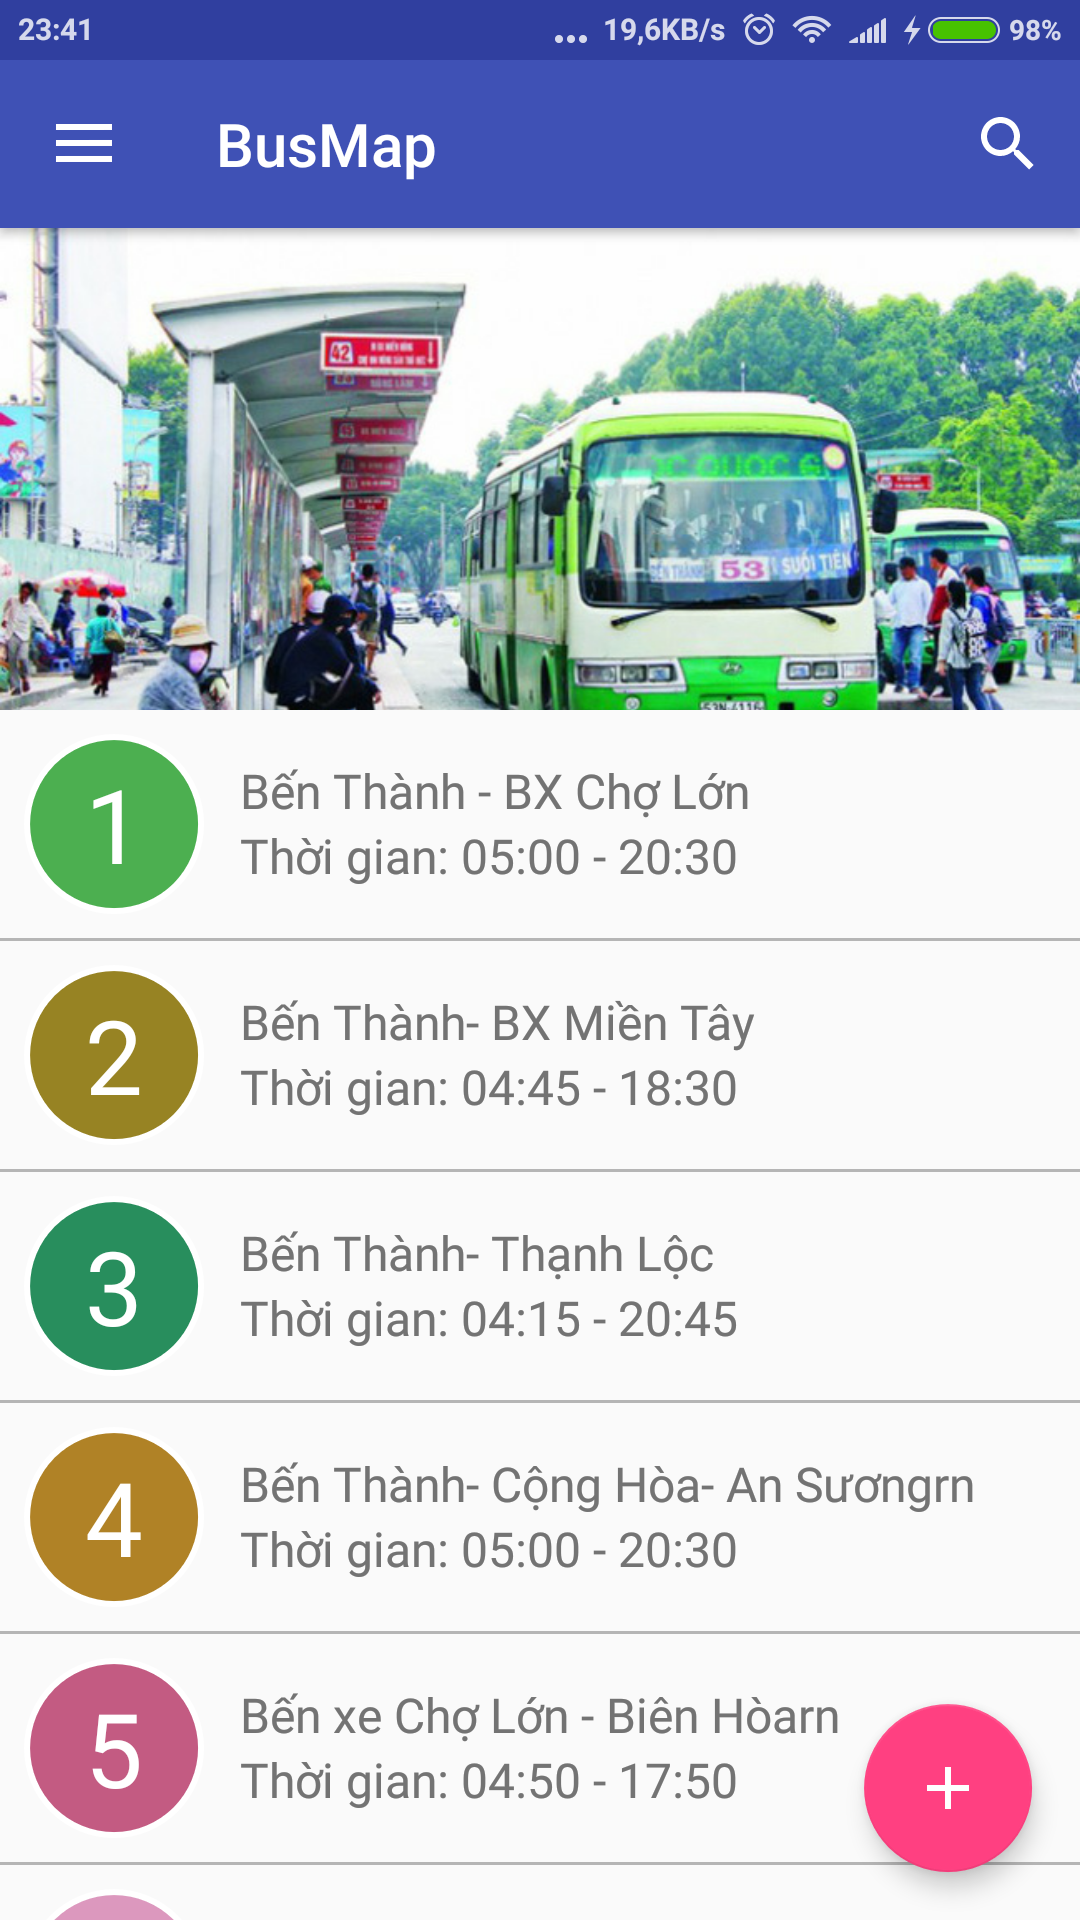 23:41
... 19,6KB/s 98%
BusMap
42
53
SUỐI TIÊN
1
Bến Thành - BX Chợ Lớn
Thời gian: 05:00 - 20:30
2
Bến Thành- BX Miền Tây
Thời gian: 04:45 - 18:30
3
Bến Thành- Thạnh Lộc
Thời gian: 04:15 - 20:45
4
Bến Thành- Cộng Hòa- An Sươngrn
Thời gian: 05:00 - 20:30
5
Bến xe Chợ Lớn - Biên Hòarn
Thời gian: 04:50 - 17:50
+